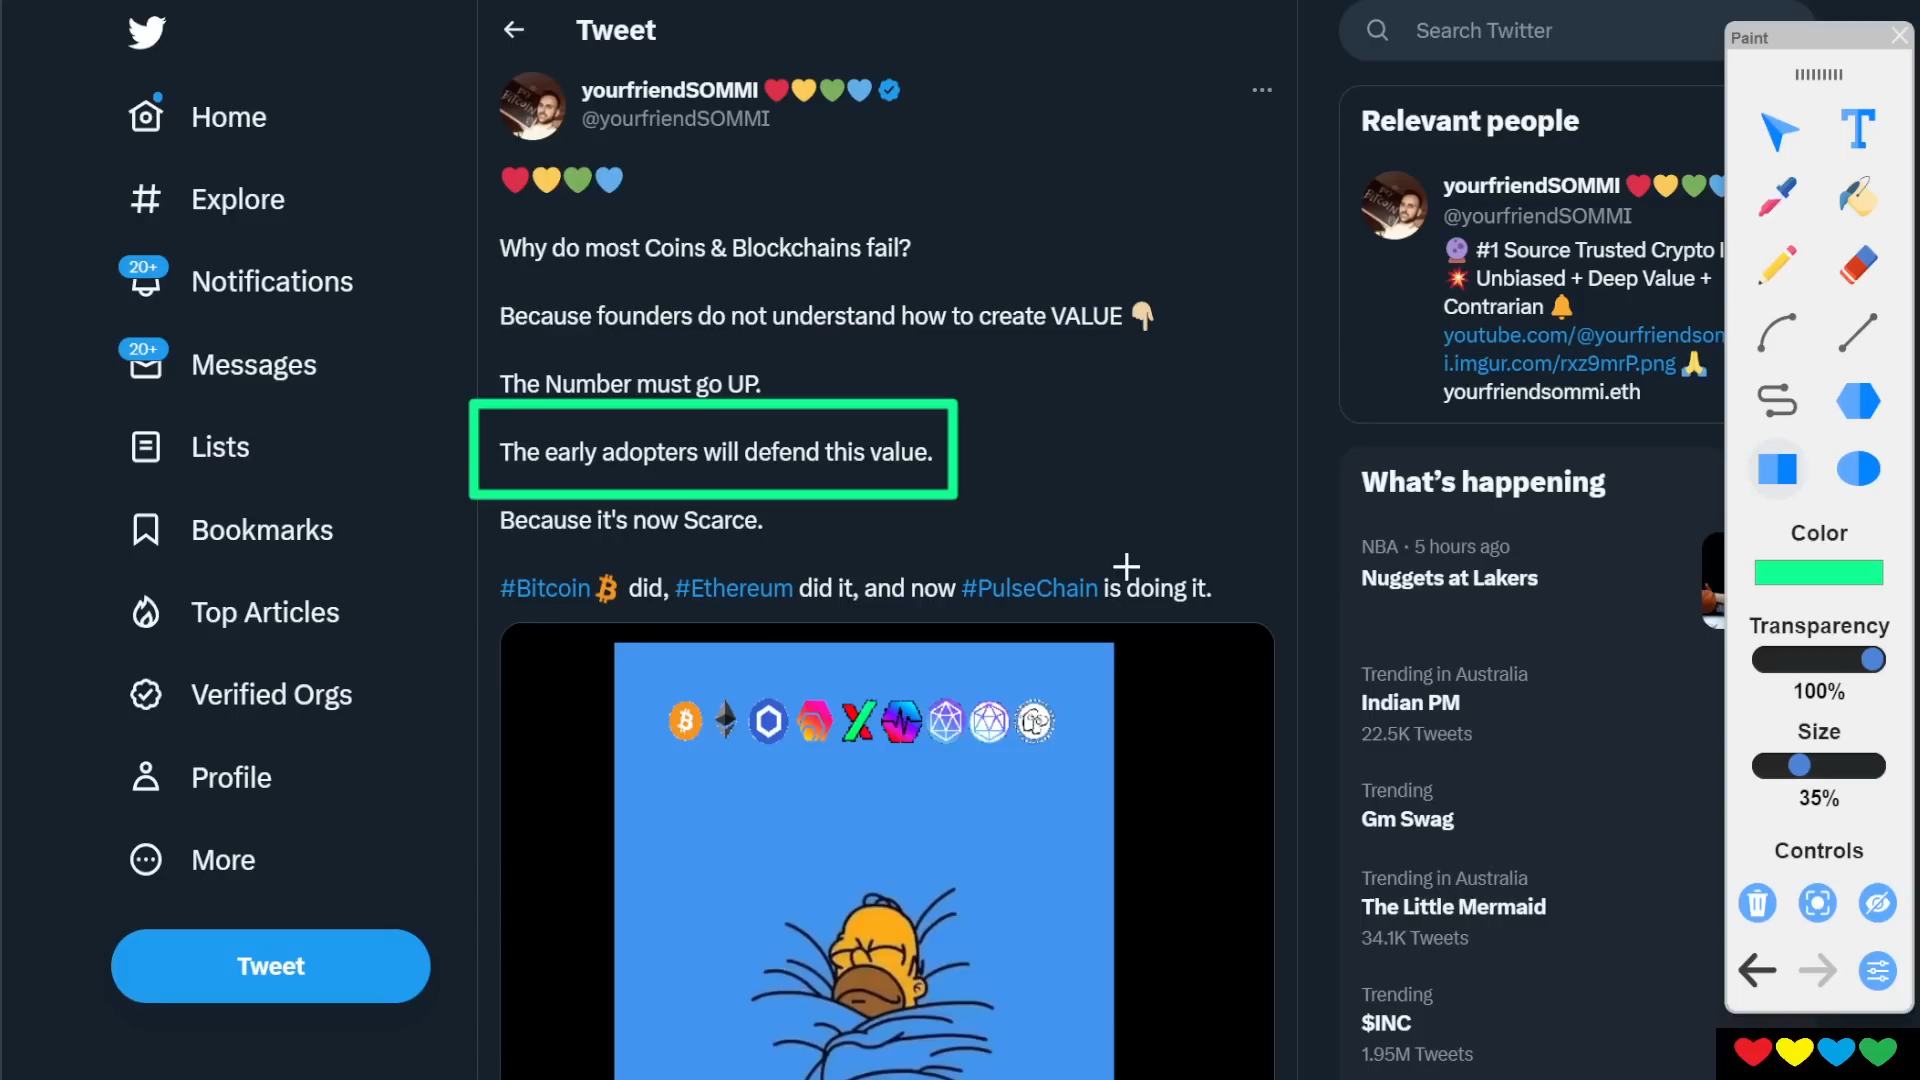 Home
Explore
20+
Notifications
20+
Messages
Lists
Bookmarks
Top Articles
Verified Orgs
Profile
More
Tweet
Tweet
yourfriendSOMMI
@yourfriendSOMMI
Why do most Coins & Blockchains fail?
Because founders do not understand how to create VALUE 👇🏼
The Number must go UP.
The early adopters will defend this value.
Because it's now Scarce.
#Bitcoin did, #Ethereum did it, and now #PulseChain is doing it.
Search Twitter
Relevant people
yourfriendSOMMI
@yourfriendSOMMI
🔮 #1 Source Trusted Crypto
💥 Unbiased + Deep Value +
Contrarian 🔔
youtube.com/@yourfriendson
i.imgur.com/rxz9mrP.png 🙏
yourfriendsommi.eth
What's happening
NBA · 5 hours ago
Nuggets at Lakers
Trending in Australia
Indian PM
22.5K Tweets
Trending
Gm Swag
Trending in Australia
The Little Mermaid
34.1K Tweets
Trending
$INC
1.95M Tweets
Paint
Color
Transparency
100%
Size
35%
Controls